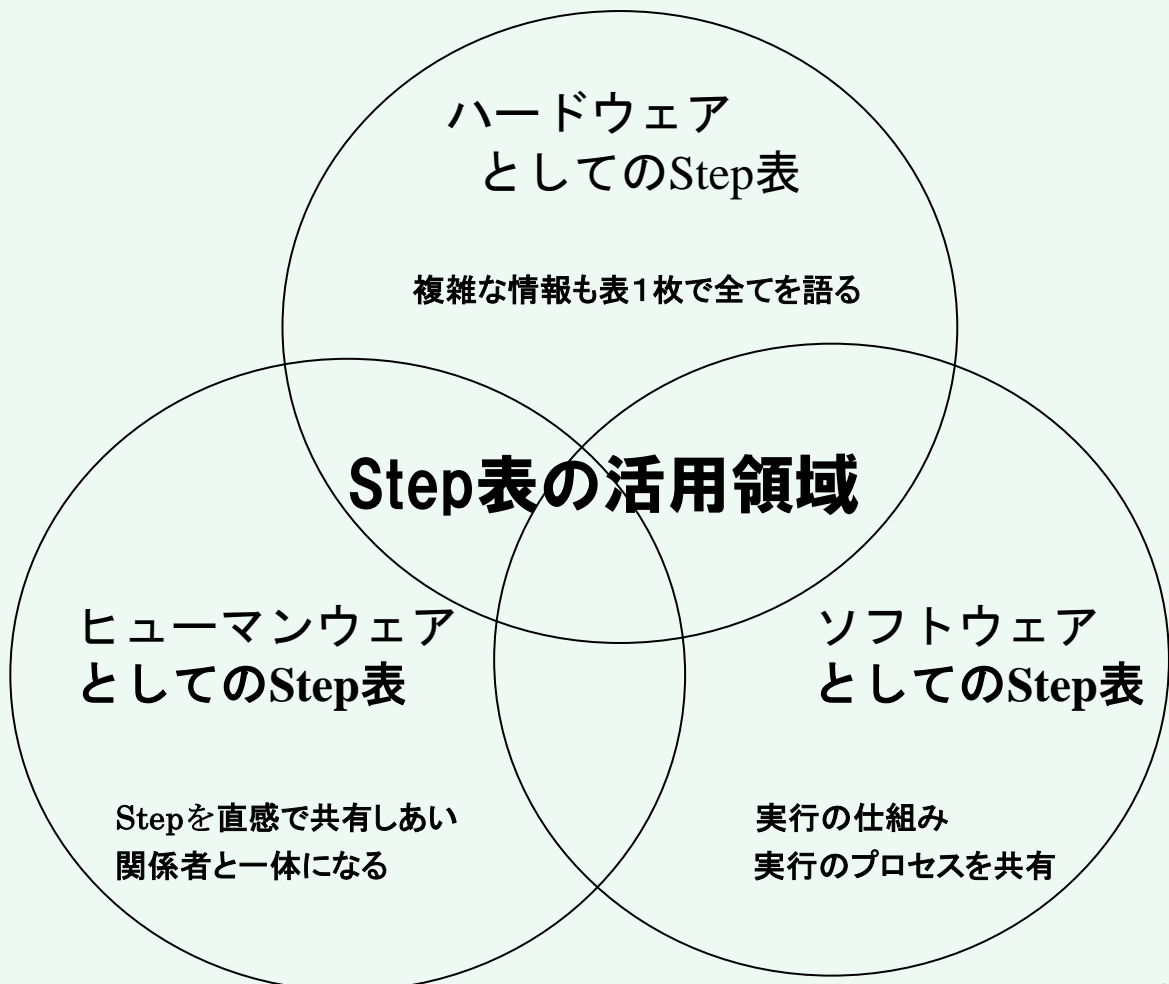 ハードウェア
としてのStep表
複雑な情報も表１枚で全てを語る
Step表の活用領域
ヒューマンウェア
としてのStep表
Stepを直感で共有しあい
関係者と一体になる
ソフトウェア
としてのStep表
実行の仕組み
実行のプロセスを共有